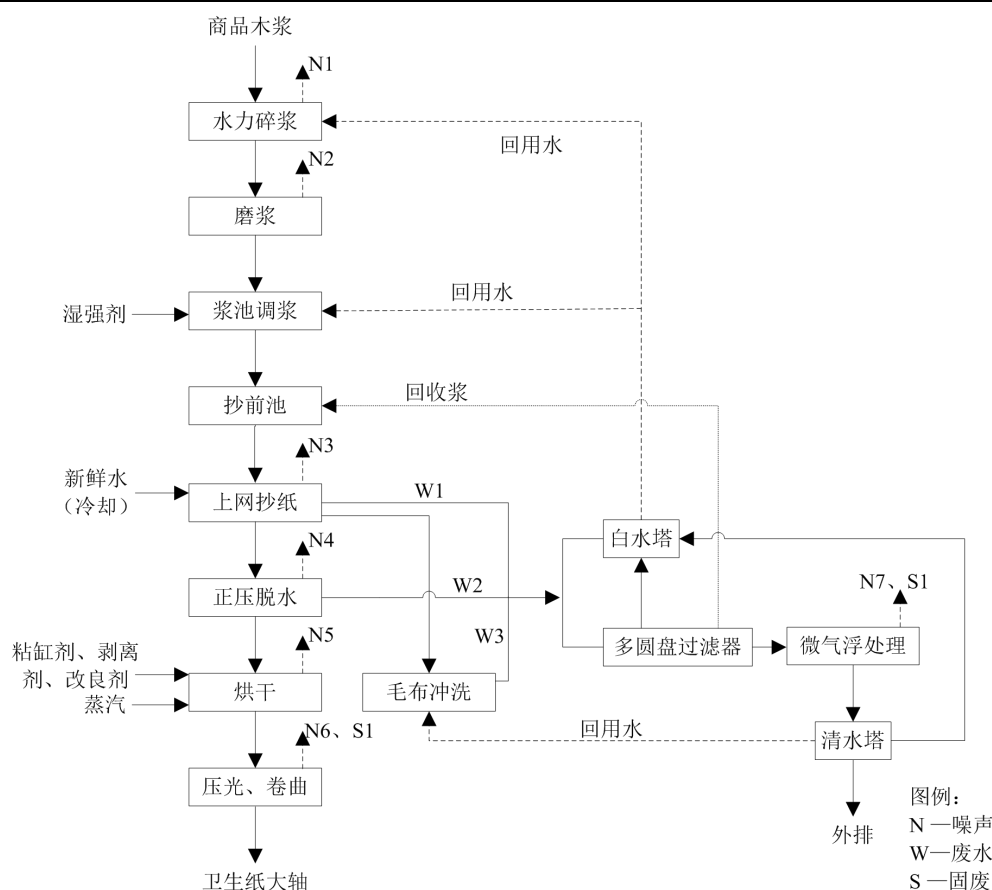 商品木浆
N1
水力碎浆
回用水
N2
磨浆
回用水
湿强剂
浆池调浆
回收浆
抄前池
N3
新鲜水
（冷却）
上网抄纸
W1
白水塔
N4
正压脱水
W2
N7、S1
N5
W3
粘缸剂、剥离
剂、改良剂
蒸汽
烘干
毛布冲洗
多圆盘过滤器
微气浮处理
N6、S1
回用水
清水塔
压光、卷曲
外排
卫生纸大轴
图例：
N —噪声
W—废水
S —固废